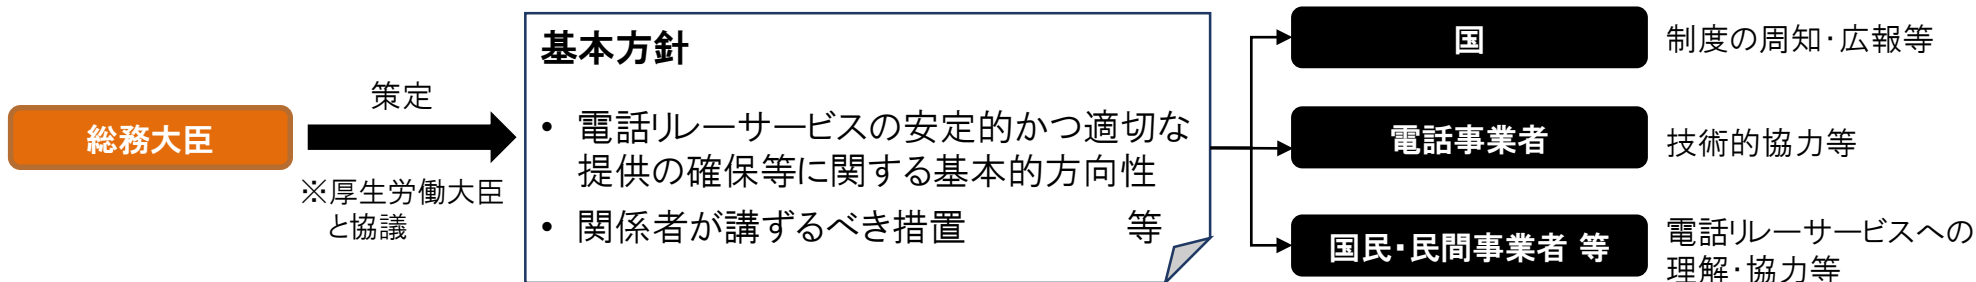 総務大臣
策定
※厚生労働大臣
と協議
基本方針
• 電話リレーサービスの安定的かつ適切な
提供の確保等に関する基本的方向性
• 関係者が講ずるべき措置 等
国
制度の周知・広報等
電話事業者
技術的協力等
国民・民間事業者 等
電話リレーサービスへの
理解・協力等